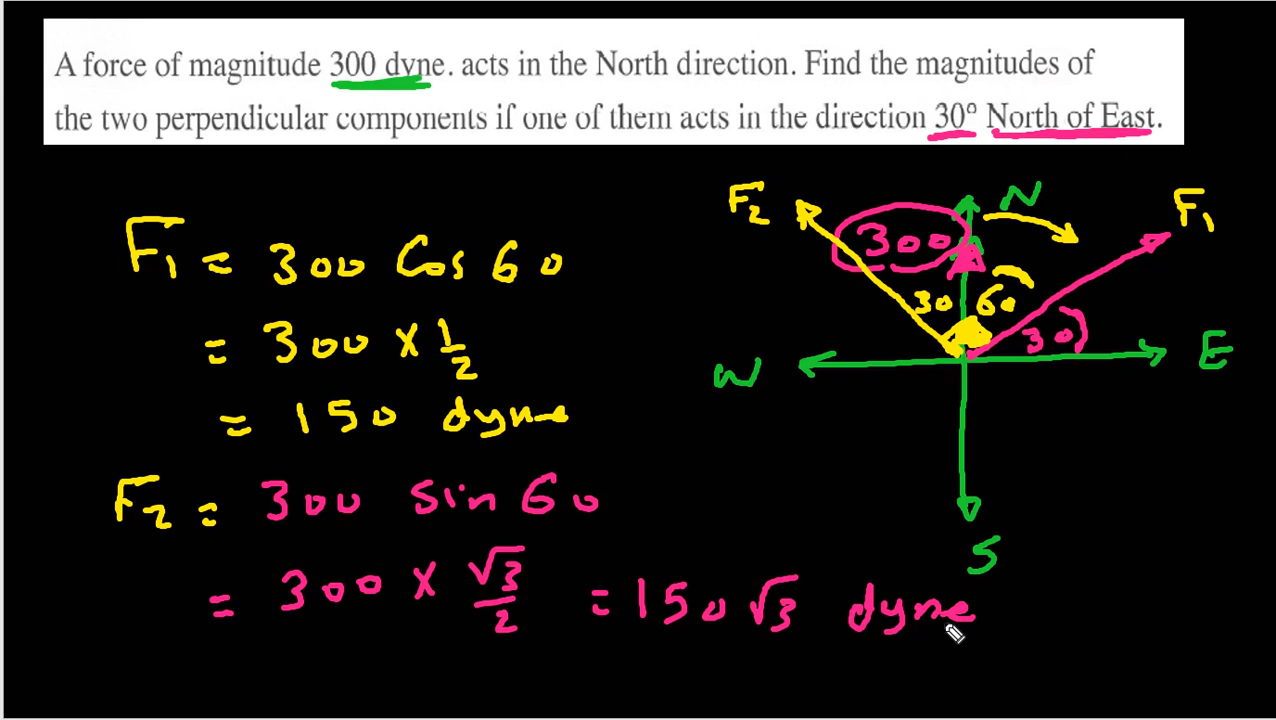 A force of magnitude 300 dyne. acts in the North direction. Find the magnitudes of
the two perpendicular components if one of them acts in the direction 30° North of East.
F₁ = 300 Cos 60
= 300 × 1/2
= 150 dyne
F₂ = 300 sin 60
= 300 × √3/2 = 150 √3 dyne
F₂ N F₁
300
30 60
30
W E
S